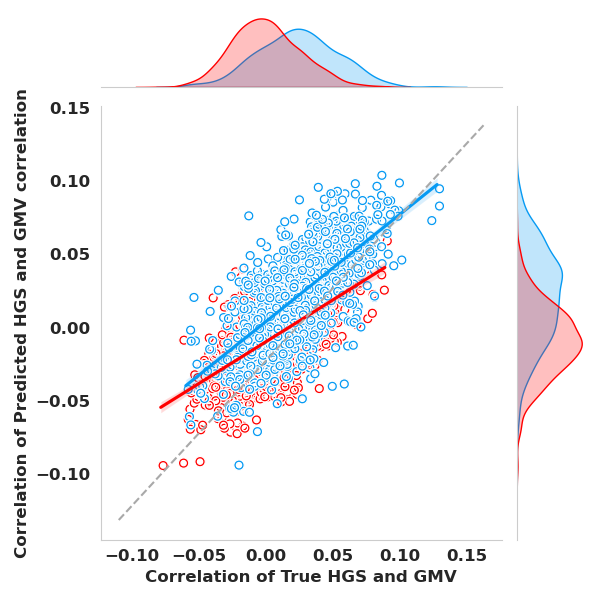 Correlation of Predicted HGS and GMV correlation
0.15
0.10
0.05
0.00
−0.05
−0.10
−0.10 −0.05 0.00 0.05 0.10 0.15
Correlation of True HGS and GMV